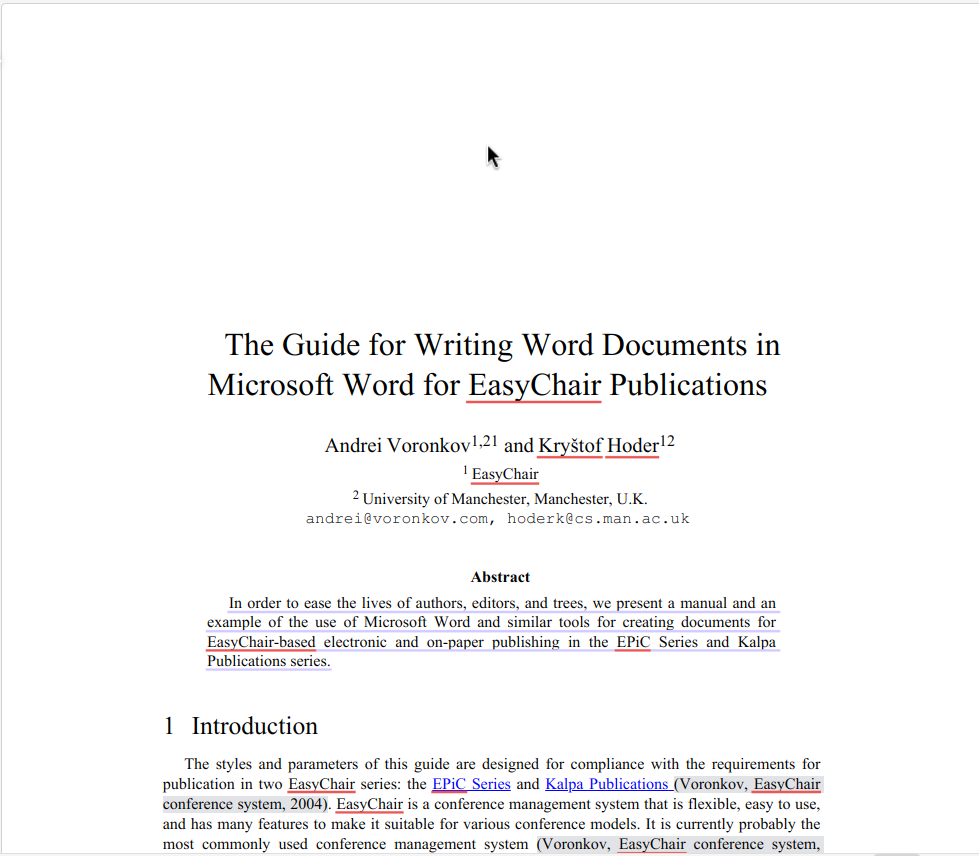 The Guide for Writing Word Documents in
Microsoft Word for EasyChair Publications
Andrei Voronkov1,21 and Kryštof Hoder12
1 EasyChair
2 University of Manchester, Manchester, U.K.
andrei@voronkov.com, hoderk@cs.man.ac.uk
Abstract
In order to ease the lives of authors, editors, and trees, we present a manual and an
example of the use of Microsoft Word and similar tools for creating documents for
EasyChair-based electronic and on-paper publishing in the EPiC Series and Kalpa
Publications series.
1 Introduction
The styles and parameters of this guide are designed for compliance with the requirements for
publication in two EasyChair series: the EPiC Series and Kalpa Publications (Voronkov, EasyChair
conference system, 2004). EasyChair is a conference management system that is flexible, easy to use,
and has many features to make it suitable for various conference models. It is currently probably the
most commonly used conference management system (Voronkov, EasyChair conference system,